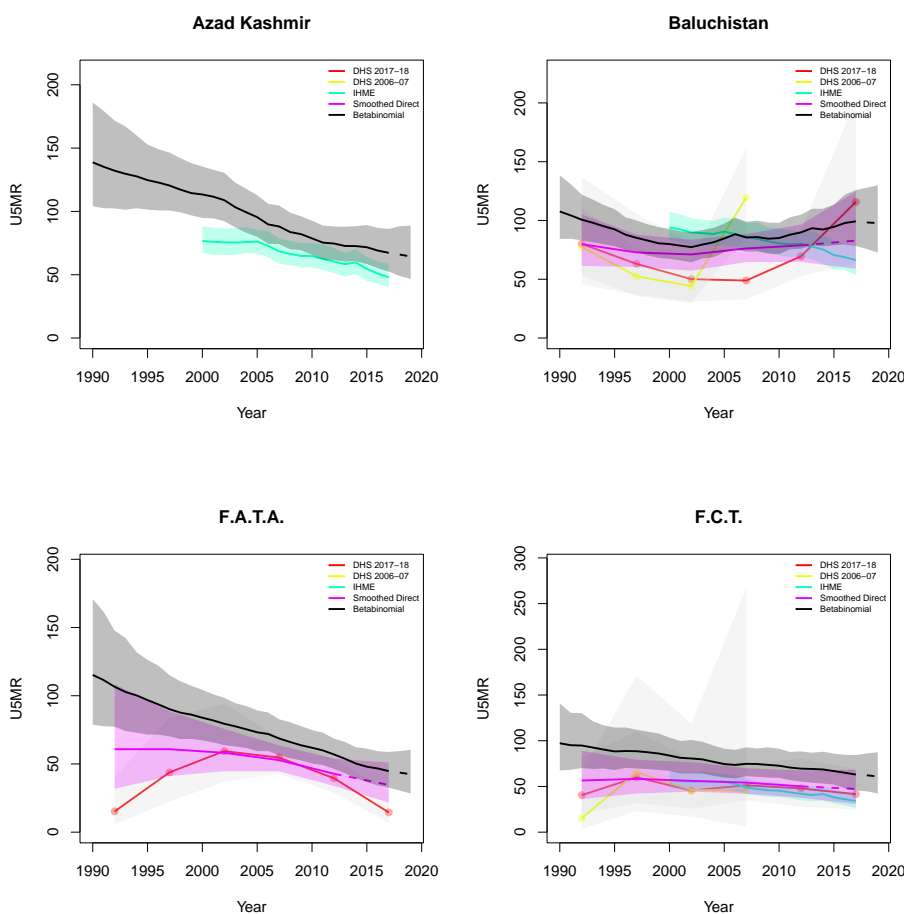 Azad Kashmir
U5MR
200
150
100
50
0
DHS 2017−18
DHS 2006−07
IHME
Smoothed Direct
Betabinomial
1990 1995 2000 2005 2010 2015 2020
Year
Baluchistan
U5MR
200
150
100
50
0
DHS 2017−18
DHS 2006−07
IHME
Smoothed Direct
Betabinomial
1990 1995 2000 2005 2010 2015 2020
Year
F.A.T.A.
U5MR
200
150
100
50
0
DHS 2017−18
DHS 2006−07
IHME
Smoothed Direct
Betabinomial
1990 1995 2000 2005 2010 2015 2020
Year
F.C.T.
U5MR
300
250
200
150
100
50
0
DHS 2017−18
DHS 2006−07
IHME
Smoothed Direct
Betabinomial
1990 1995 2000 2005 2010 2015 2020
Year